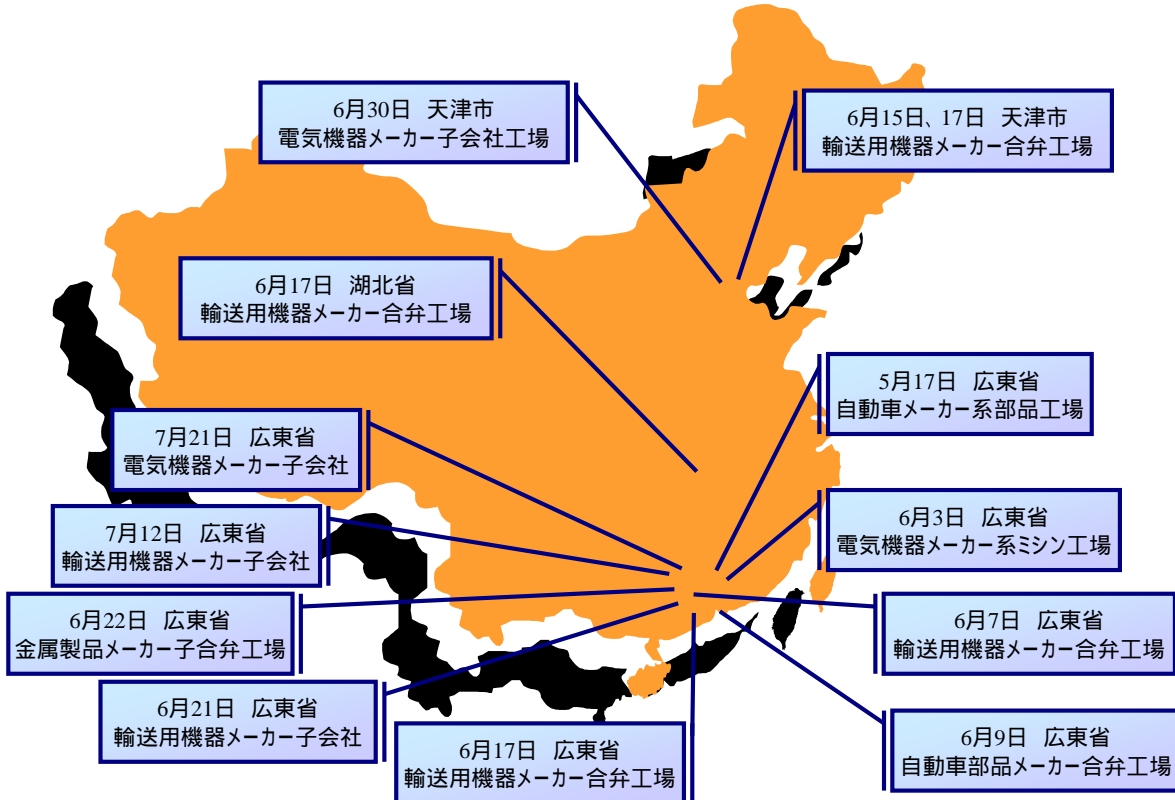 6月30日 天津市
電気機器メーカー子会社工場
6月15日、17日 天津市
輸送用機器メーカー合弁工場
6月17日 湖北省
輸送用機器メーカー合弁工場
5月17日 広東省
自動車メーカー系部品工場
7月21日 広東省
電気機器メーカー子会社
6月3日 広東省
電気機器メーカー系ミシン工場
7月12日 広東省
輸送用機器メーカー子会社
6月22日 広東省
金属製品メーカー子合弁工場
6月7日 広東省
輸送用機器メーカー合弁工場
6月21日 広東省
輸送用機器メーカー子会社
6月9日 広東省
自動車部品メーカー合弁工場
6月17日 広東省
輸送用機器メーカー合弁工場